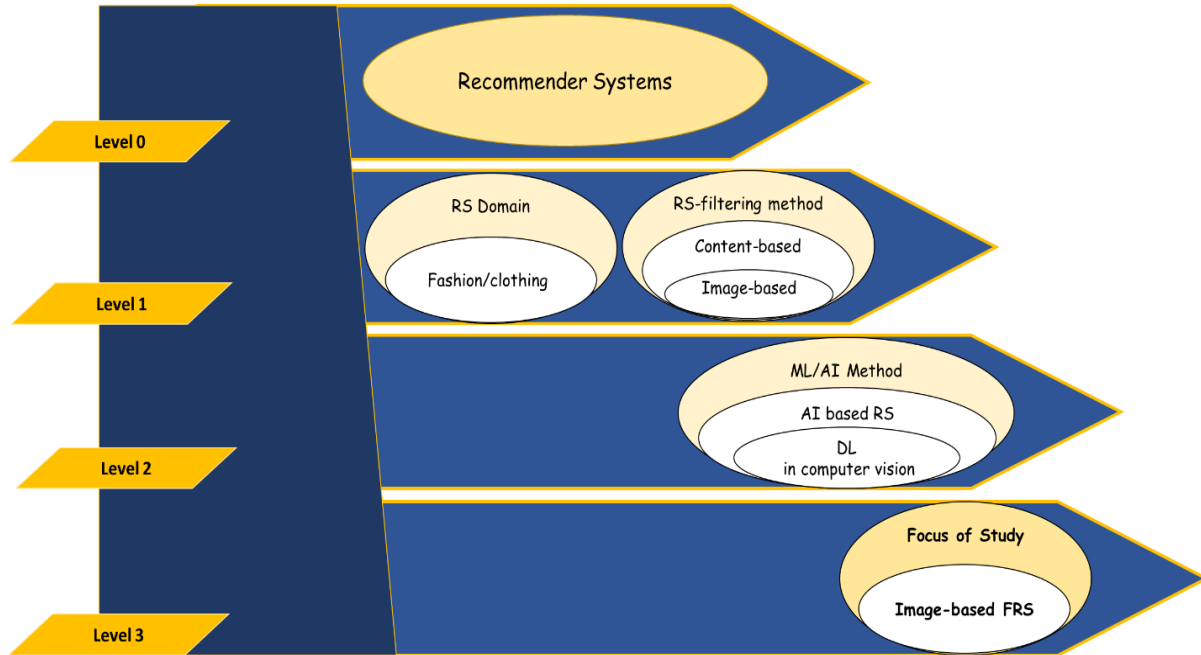 Recommender Systems
Level 0
RS Domain
Fashion/clothing
RS-filtering method
Content-based
Image-based
Level 1
ML/AI Method
AI based RS
DL
in computer vision
Level 2
Focus of Study
Image-based FRS
Level 3